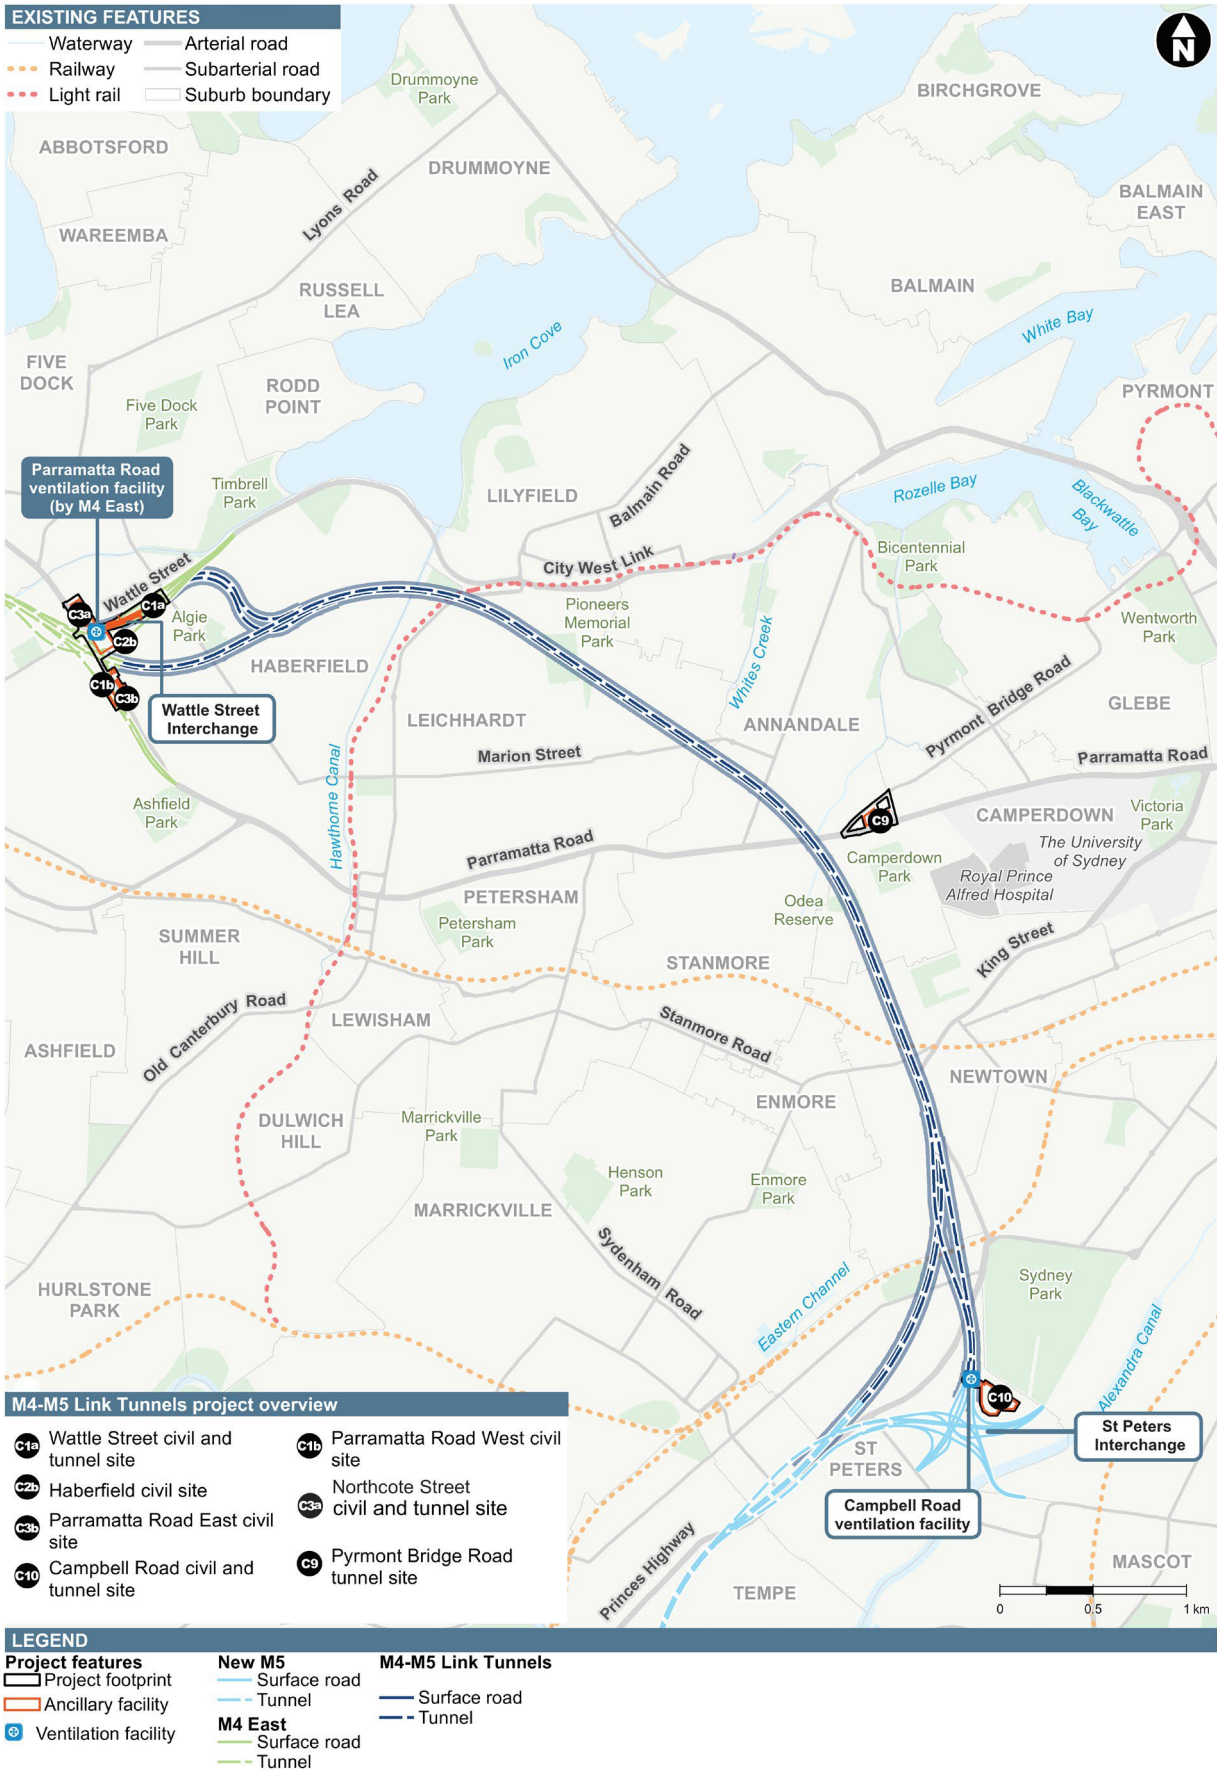 EXISTING FEATURES
Waterway
Arterial road
Railway
Subarterial road
Light rail
Suburb boundary
N
Drummoyne
Park
BIRCHGROVE
ABBOTSFORD
DRUMMOYNE
Lyons Road
BALMAIN
EAST
WAREEMBA
RUSSELL
LEA
BALMAIN
White Bay
Iron Cove
FIVE
DOCK
RODD
POINT
PYRMONT
Five Dock
Park
Parramatta Road
ventilation facility
(by M4 East)
Timbrell
Park
LILYFIELD
Balmain Road
Rozelle Bay
Blackwattle
Bay
City West Link
Bicentennial
Park
Wattle Street
C3a
C1a
C2b
C1b
C3b
Algie
Park
Pioneers
Memorial
Park
Wentworth
Park
HABERFIELD
Whites Creek
Pyrmont Bridge Road
GLEBE
Wattle Street
Interchange
LEICHHARDT
ANNANDALE
Marion Street
Parramatta Road
Hawthorne Canal
Ashfield
Park
C9
CAMPERDOWN
Victoria
Park
The University
of Sydney
Parramatta Road
Camperdown
Park
Royal Prince
Alfred Hospital
PETERSHAM
Odea
Reserve
Petersham
Park
SUMMER
HILL
King Street
STANMORE
Old Canterbury Road
LEWISHAM
Stanmore Road
ASHFIELD
NEWTOWN
ENMORE
DULWICH
HILL
Marrickville
Park
Henson
Park
Enmore
Park
MARRICKVILLE
Sydenham Road
Eastern Channel
Sydney
Park
HURLSTONE
PARK
Alexandra Canal
C10
St Peters
Interchange
ST
PETERS
Campbell Road
ventilation facility
Princes Highway
TEMPE
MASCOT
0 0.5 1 km
M4-M5 Link Tunnels project overview
C1a Wattle Street civil and
tunnel site
C2b Haberfield civil site
C3b Parramatta Road East civil
site
C10 Campbell Road civil and
tunnel site
C1b Parramatta Road West civil
site
C3a Northcote Street
civil and tunnel site
C9 Pyrmont Bridge Road
tunnel site
LEGEND
Project features
Project footprint
Ancillary facility
Ventilation facility
New M5
Surface road
Tunnel
M4 East
Surface road
Tunnel
M4-M5 Link Tunnels
Surface road
Tunnel